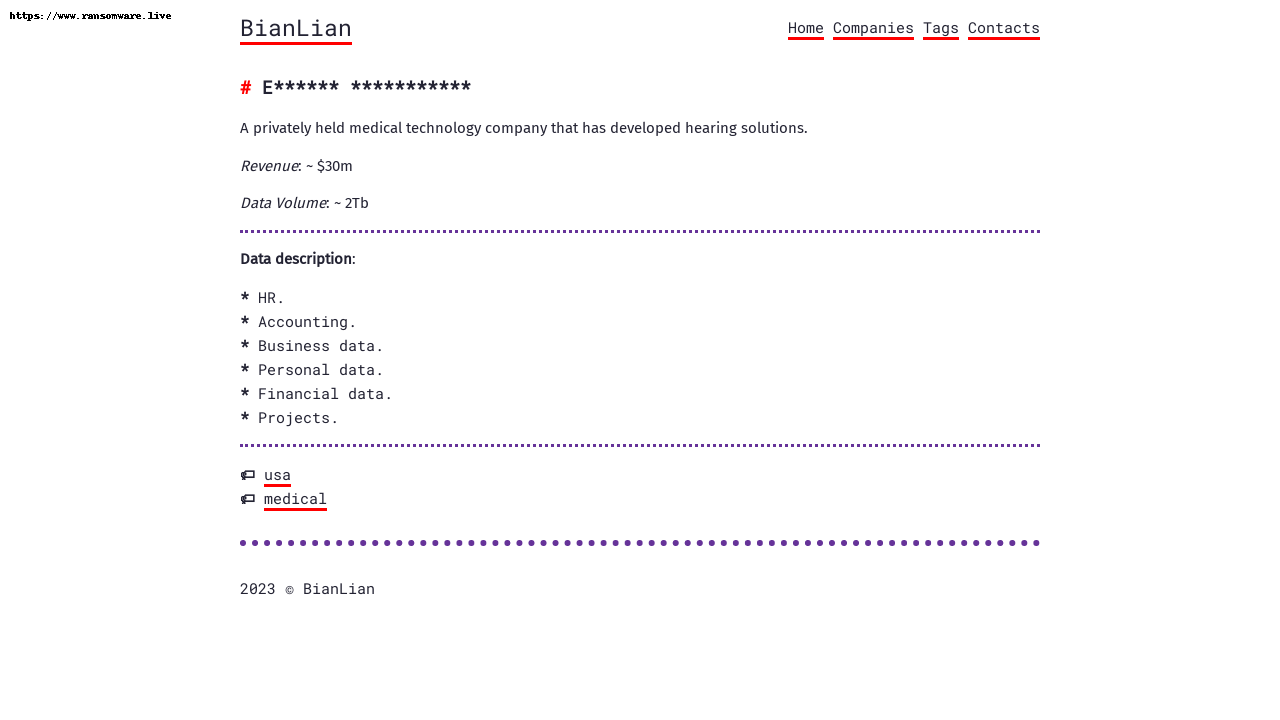 https://www.ransomware.live
BianLian
Home Companies Tags Contacts
# E****** ***********
A privately held medical technology company that has developed hearing solutions.
Revenue: ~ $30m
Data Volume: ~ 2Tb
Data description:
* HR.
* Accounting.
* Business data.
* Personal data.
* Financial data.
* Projects.
usa
medical
2023 © BianLian